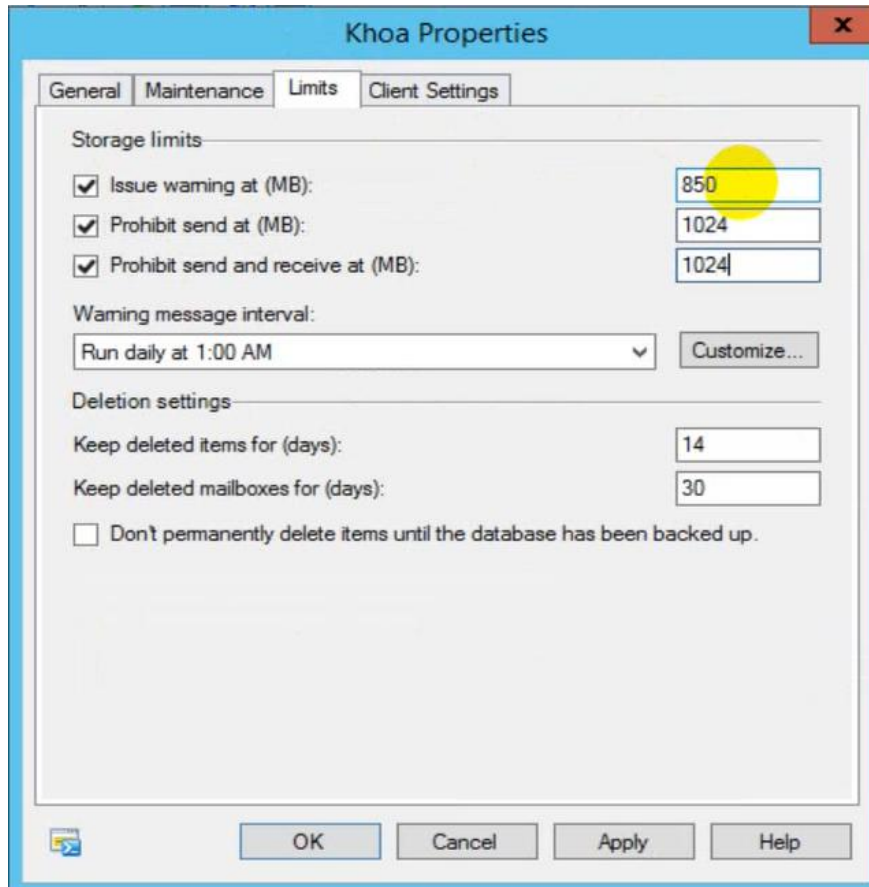 Khoa Properties
x
General Maintenance Limits Client Settings
Storage limits
Issue warning at (MB): 850
Prohibit send at (MB): 1024
Prohibit send and receive at (MB): 1024
Warning message interval:
Run daily at 1:00 AM Customize...
Deletion settings
Keep deleted items for (days): 14
Keep deleted mailboxes for (days): 30
Don't permanently delete items until the database has been backed up.
OK Cancel Apply Help